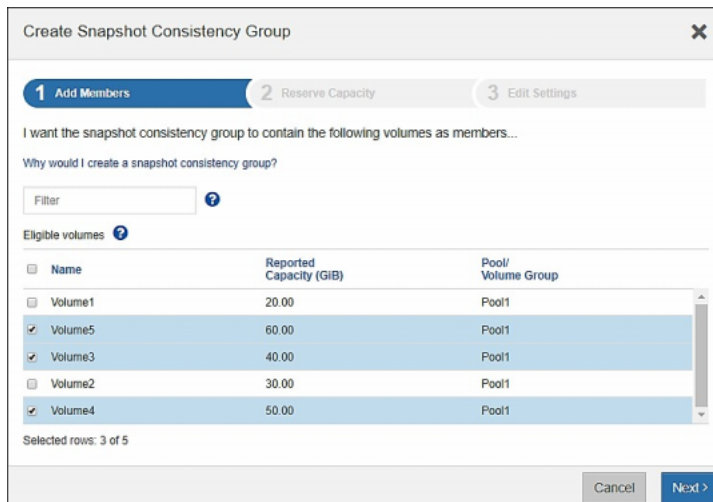 Create Snapshot Consistency Group
1 Add Members 2 Reserve Capacity 3 Edit Settings
I want the snapshot consistency group to contain the following volumes as members...
Why would I create a snapshot consistency group?
Filter ?
Eligible volumes ?
Name Reported Capacity (GiB) Pool/ Volume Group
Volume1 20.00 Pool1
Volume5 60.00 Pool1
Volume3 40.00 Pool1
Volume2 30.00 Pool1
Volume4 50.00 Pool1
Selected rows: 3 of 5
Cancel Next >